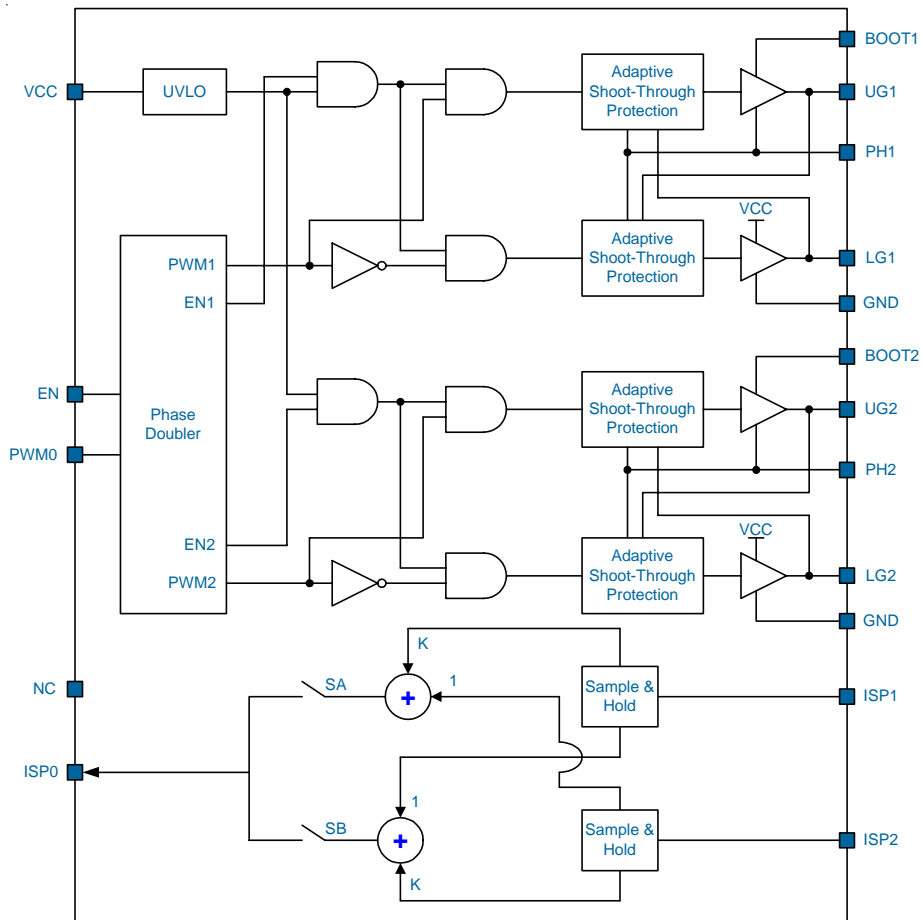 BOOT1
VCC
UVLO
Adaptive
Shoot-Through
Protection
UG1
PH1
VCC
PWM1
Adaptive
Shoot-Through
Protection
LG1
EN1
GND
BOOT2
EN
Phase
Doubler
Adaptive
Shoot-Through
Protection
UG2
PWM0
PH2
VCC
EN2
PWM2
Adaptive
Shoot-Through
Protection
LG2
GND
K
NC
SA
+
1
Sample &
Hold
ISP1
ISP0
1
SB
+
Sample &
Hold
ISP2
K